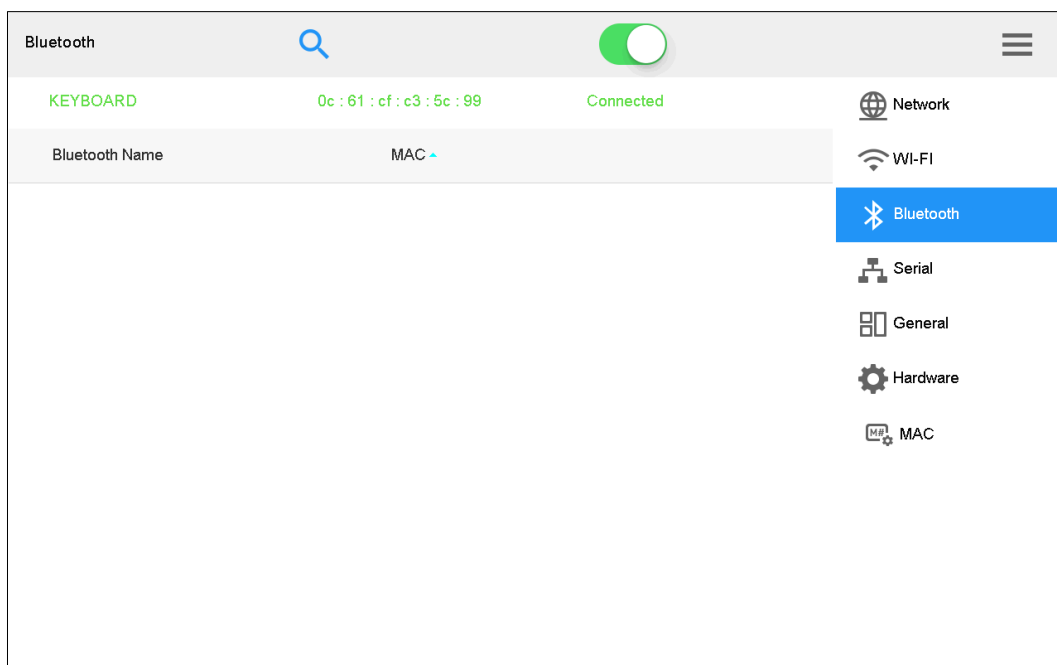 Bluetooth
KEYBOARD 0c : 61 : cf : c3 : 5c : 99 Connected
Bluetooth Name MAC
Network
WI-FI
Bluetooth
Serial
General
Hardware
M# MAC